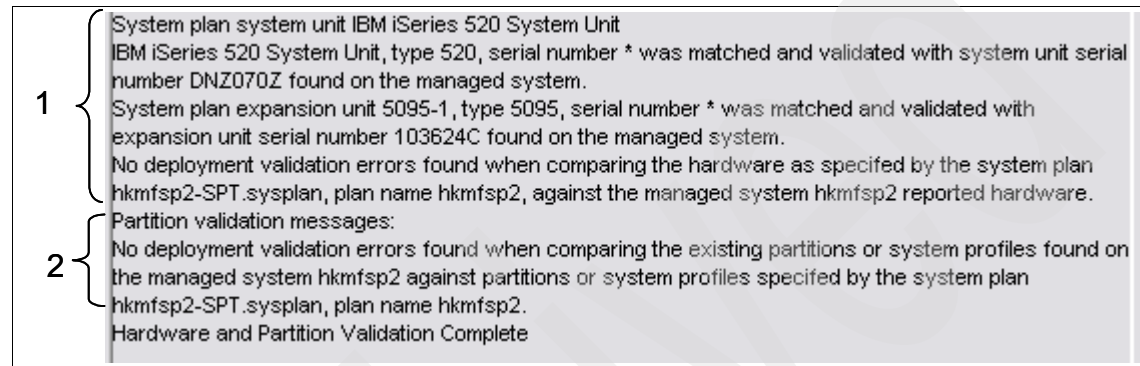 System plan system unit IBM iSeries 520 System Unit
IBM iSeries 520 System Unit, type 520, serial number * was matched and validated with system unit serial
number DNZ070Z found on the managed system.
1
System plan expansion unit 5095-1, type 5095, serial number * was matched and validated with
expansion unit serial number 103624C found on the managed system.
No deployment validation errors found when comparing the hardware as specifed by the system plan
hkmfsp2-SPT.sysplan, plan name hkmfsp2, against the managed system hkmfsp2 reported hardware.
Partition validation messages:
No deployment validation errors found when comparing the existing partitions or system profiles found on
2
the managed system hkmfsp2 against partitions or system profiles specifed by the system plan
hkmfsp2-SPT.sysplan, plan name hkmfsp2.
Hardware and Partition Validation Complete